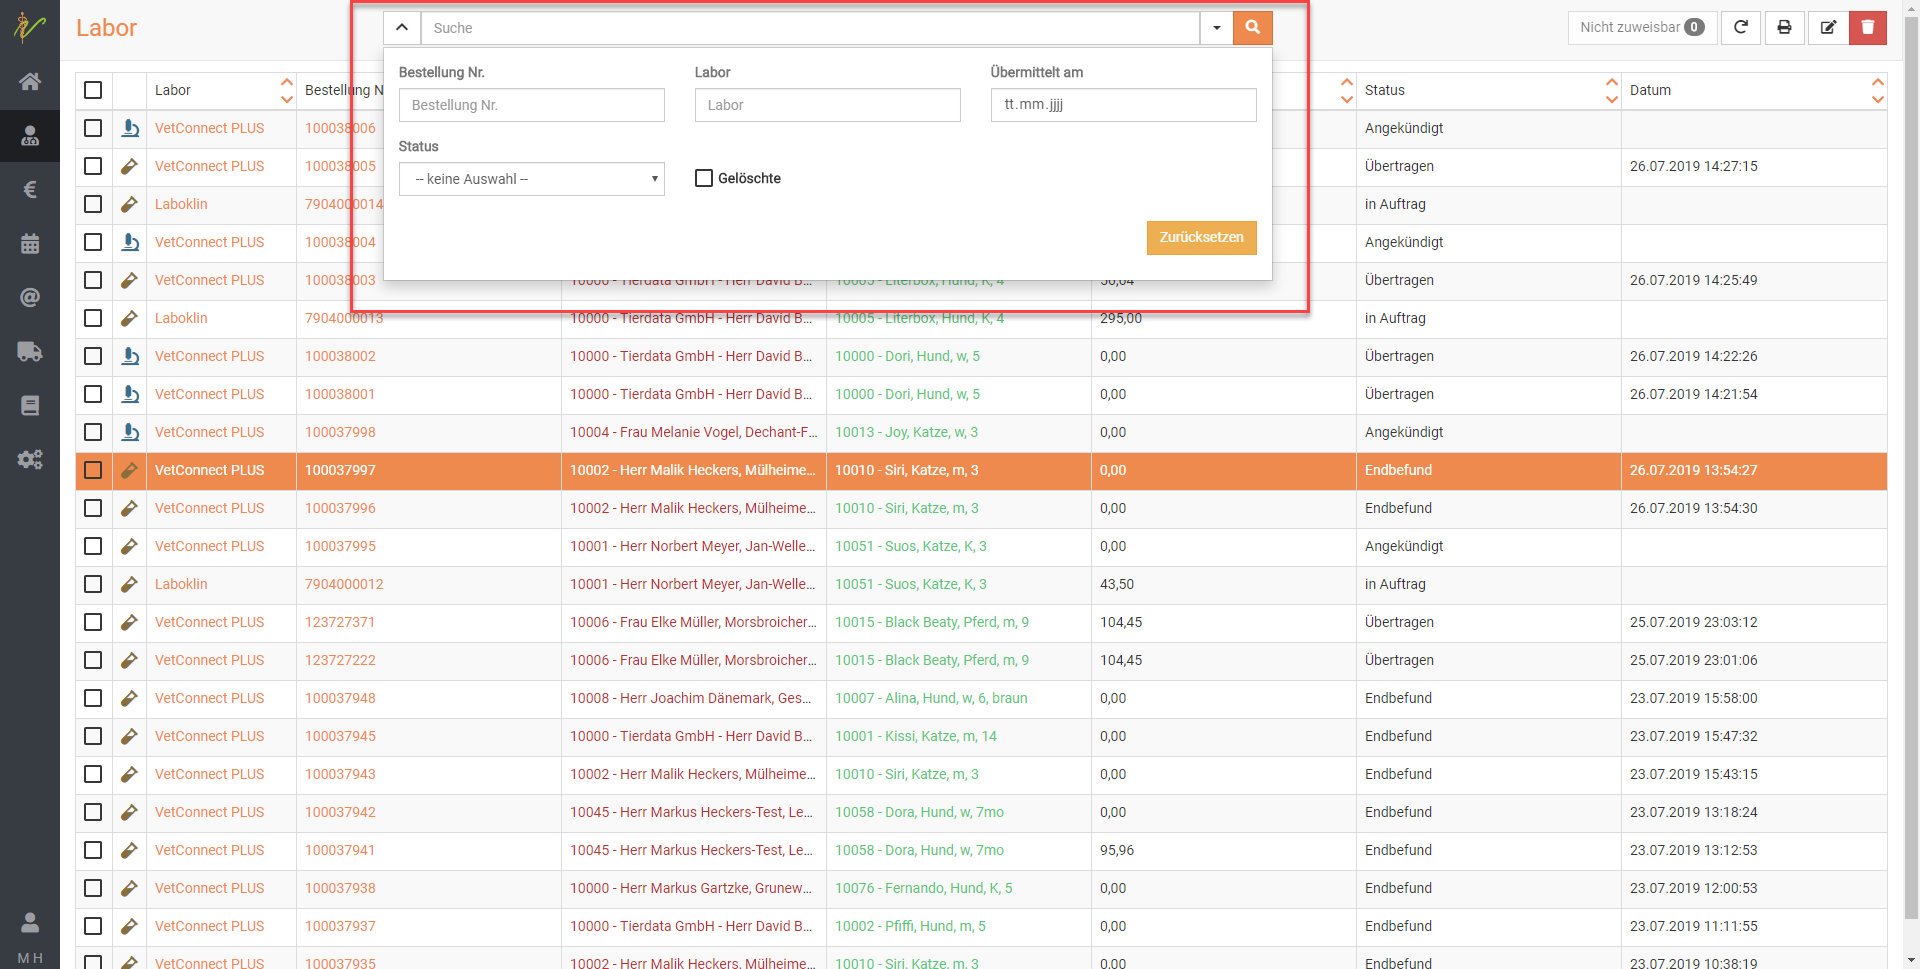 Labor
Suche
Nicht zuweisbar 0
Bestellung Nr.
Labor
Übermittelt am
Bestellung Nr.
Labor
tt.mm.jjjj
Status
-- keine Auswahl --
Gelöschte
Zurücksetzen
Labor Bestellung N Status Datum
VetConnect PLUS 100038006 Angekündigt
VetConnect PLUS 100038005 Übertragen 26.07.2019 14:27:15
Laboklin 7904000014 in Auftrag
VetConnect PLUS 100038004 Angekündigt
VetConnect PLUS 100038003 10000 - Tierdata GmbH - Herr David B... 10005 - Literbox, Hund, K, 4 Übertragen 26.07.2019 14:25:49
Laboklin 7904000013 10000 - Tierdata GmbH - Herr David B... 10005 - Literbox, Hund, K, 4 295,00 in Auftrag
VetConnect PLUS 100038002 10000 - Tierdata GmbH - Herr David B... 10000 - Dori, Hund, w, 5 0,00 Übertragen 26.07.2019 14:22:26
VetConnect PLUS 100038001 10000 - Tierdata GmbH - Herr David B... 10000 - Dori, Hund, w, 5 0,00 Übertragen 26.07.2019 14:21:54
VetConnect PLUS 100037998 10004 - Frau Melanie Vogel, Dechant-F... 10013 - Joy, Katze, w, 3 0,00 Angekündigt
VetConnect PLUS 100037997 10002 - Herr Malik Heckers, Mülheime... 10010 - Siri, Katze, m, 3 0,00 Endbefund 26.07.2019 13:54:27
VetConnect PLUS 100037996 10002 - Herr Malik Heckers, Mülheime... 10010 - Siri, Katze, m, 3 0,00 Endbefund 26.07.2019 13:54:30
VetConnect PLUS 100037995 10001 - Herr Norbert Meyer, Jan-Welle... 10051 - Suos, Katze, K, 3 0,00 Angekündigt
Laboklin 7904000012 10001 - Herr Norbert Meyer, Jan-Welle... 10051 - Suos, Katze, K, 3 43,50 in Auftrag
VetConnect PLUS 123727371 10006 - Frau Elke Müller, Morsbroicher... 10015 - Black Beaty, Pferd, m, 9 104,45 Übertragen 25.07.2019 23:03:12
VetConnect PLUS 123727222 10006 - Frau Elke Müller, Morsbroicher... 10015 - Black Beaty, Pferd, m, 9 104,45 Übertragen 25.07.2019 23:01:06
VetConnect PLUS 100037948 10008 - Herr Joachim Dänemark, Ges... 10007 - Alina, Hund, w, 6, braun 0,00 Endbefund 23.07.2019 15:58:00
VetConnect PLUS 100037945 10000 - Tierdata GmbH - Herr David B... 10001 - Kissi, Katze, m, 14 0,00 Endbefund 23.07.2019 15:47:32
VetConnect PLUS 100037943 10002 - Herr Malik Heckers, Mülheime... 10010 - Siri, Katze, m, 3 0,00 Endbefund 23.07.2019 15:43:15
VetConnect PLUS 100037942 10045 - Herr Markus Heckers-Test, Le... 10058 - Dora, Hund, w, 7mo 0,00 Endbefund 23.07.2019 13:18:24
VetConnect PLUS 100037941 10045 - Herr Markus Heckers-Test, Le... 10058 - Dora, Hund, w, 7mo 95,96 Endbefund 23.07.2019 13:12:53
VetConnect PLUS 100037938 10000 - Herr Markus Gartzke, Grunew... 10076 - Fernando, Hund, K, 5 0,00 Endbefund 23.07.2019 12:00:53
VetConnect PLUS 100037937 10000 - Tierdata GmbH - Herr David B... 10002 - Pfiffi, Hund, m, 5 0,00 Endbefund 23.07.2019 11:11:55
VetConnect PLUS 100037935 10002 - Herr Malik Heckers, Mülheime... 10010 - Siri, Katze, m, 3 0,00 Endbefund 23.07.2019 10:38:19
M H